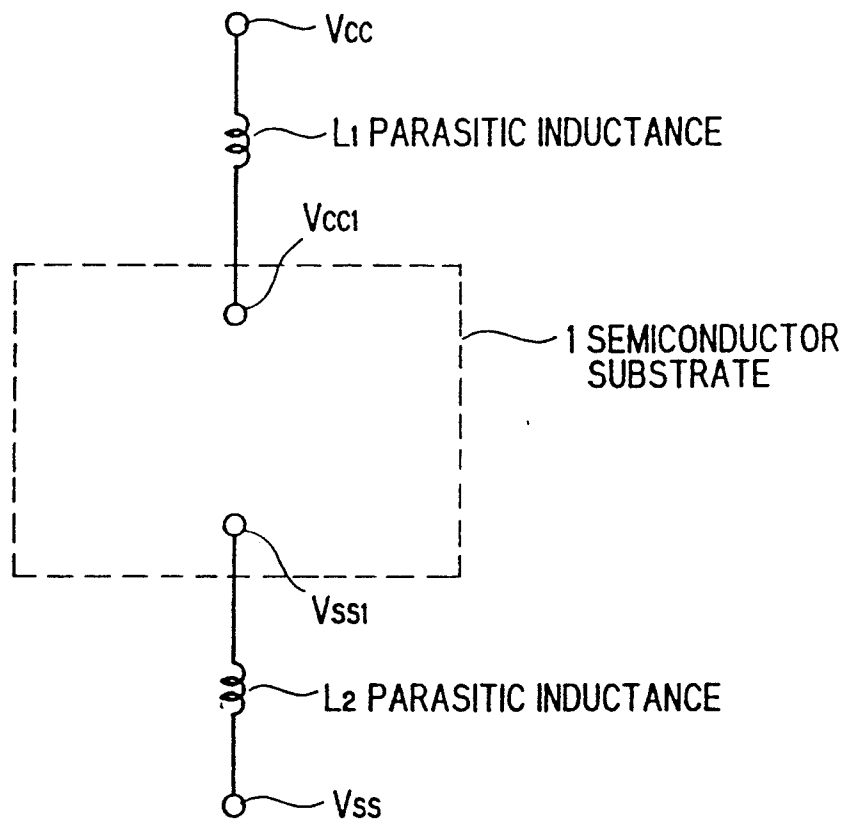 Vcc
L1 PARASITIC INDUCTANCE
Vcc1
1 SEMICONDUCTOR
SUBSTRATE
Vss1
L2 PARASITIC INDUCTANCE
Vss